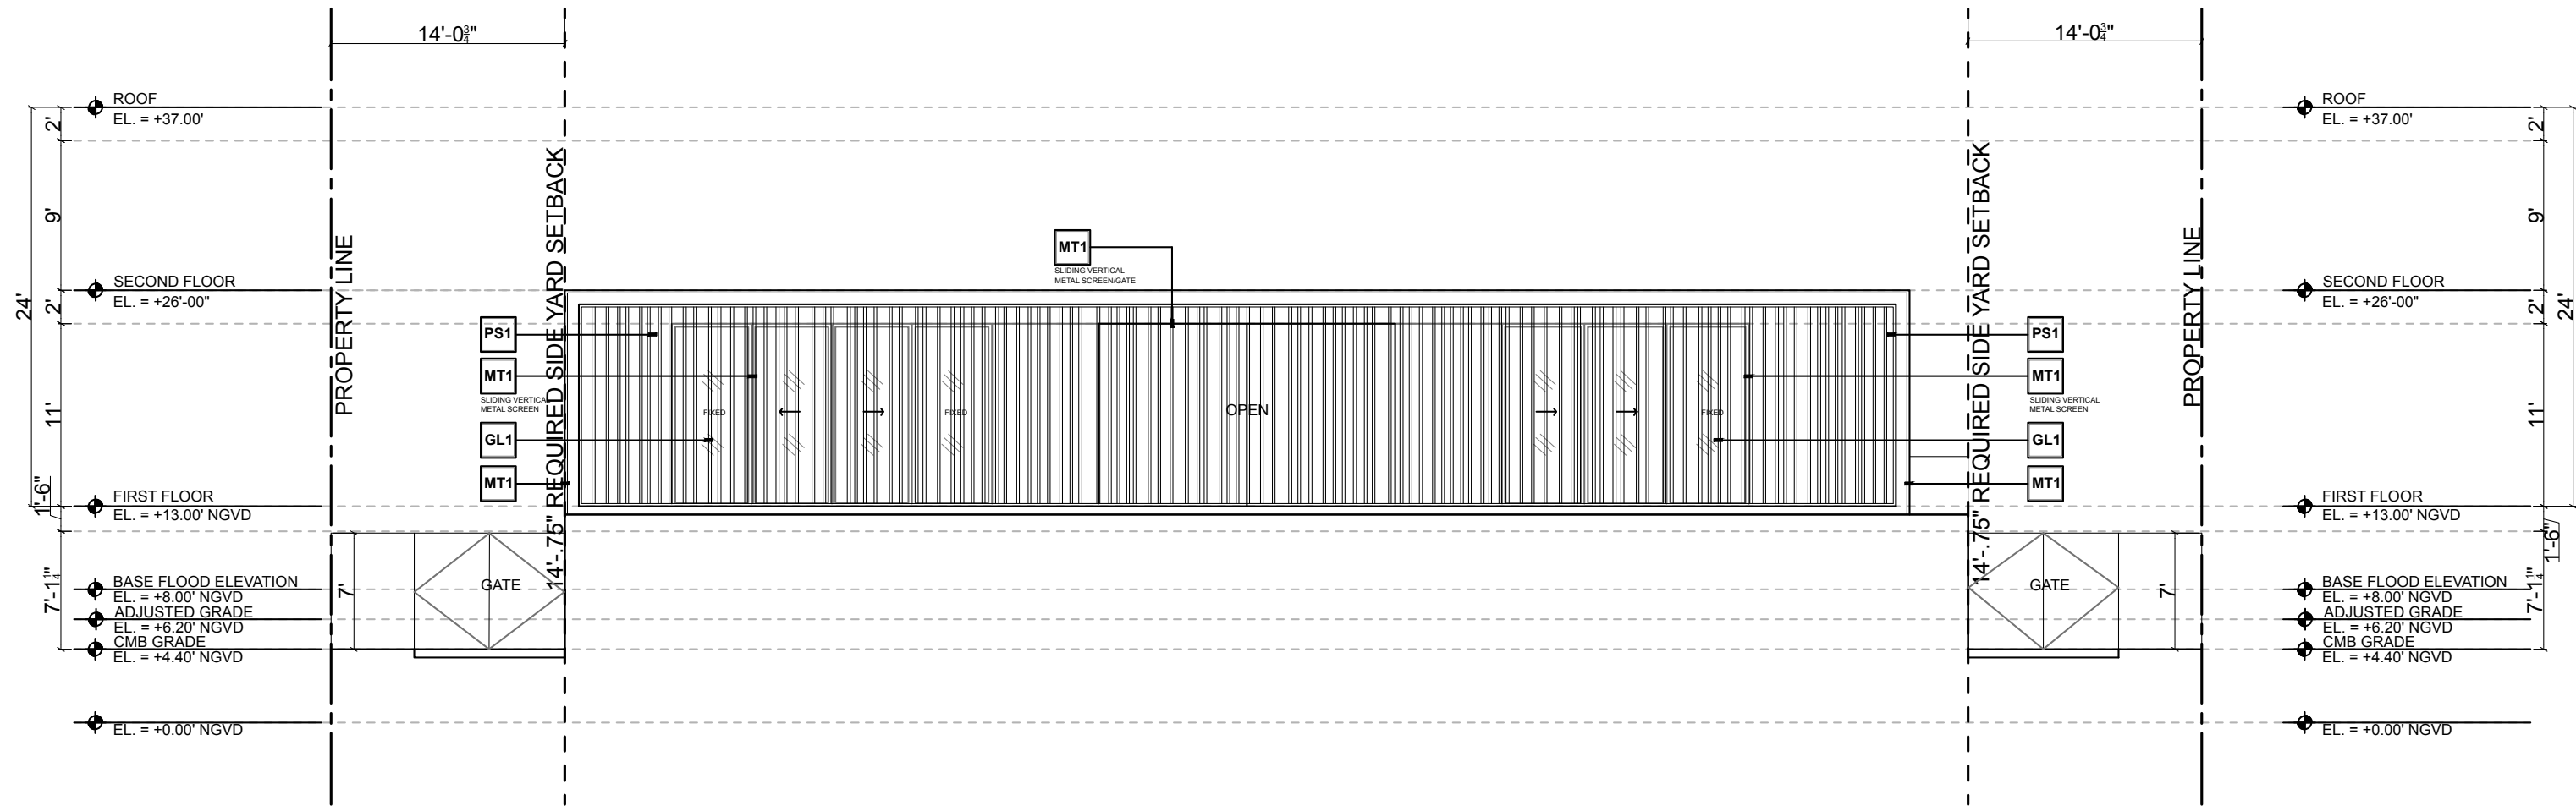 14'-0¾"
14'-0¾"
ROOF
EL. = +37.00'
ROOF
EL. = +37.00'
2'
2'
9'
9'
24'
24'
PROPERTY LINE
14'-.75" REQUIRED SIDE YARD SETBACK
14'-.75" REQUIRED SIDE YARD SETBACK
PROPERTY LINE
MT1
SLIDING VERTICAL
METAL SCREEN/GATE
SECOND FLOOR
EL. = +26'-00"
SECOND FLOOR
EL. = +26'-00"
2'
2'
PS1
PS1
MT1
SLIDING VERTICAL
METAL SCREEN
MT1
SLIDING VERTICAL
METAL SCREEN
11'
FIXED
FIXED
OPEN
FIXED
11'
GL1
GL1
MT1
MT1
FIRST FLOOR
EL. = +13.00' NGVD
FIRST FLOOR
EL. = +13.00' NGVD
1'-6"
1'-6"
7'-1¼"
7'
GATE
GATE
7'
7'-1¼"
BASE FLOOD ELEVATION
EL. = +8.00' NGVD
ADJUSTED GRADE
EL. = +6.20' NGVD
CMB GRADE
EL. = +4.40' NGVD
EL. = +0.00' NGVD
BASE FLOOD ELEVATION
EL. = +8.00' NGVD
ADJUSTED GRADE
EL. = +6.20' NGVD
CMB GRADE
EL. = +4.40' NGVD
EL. = +0.00' NGVD